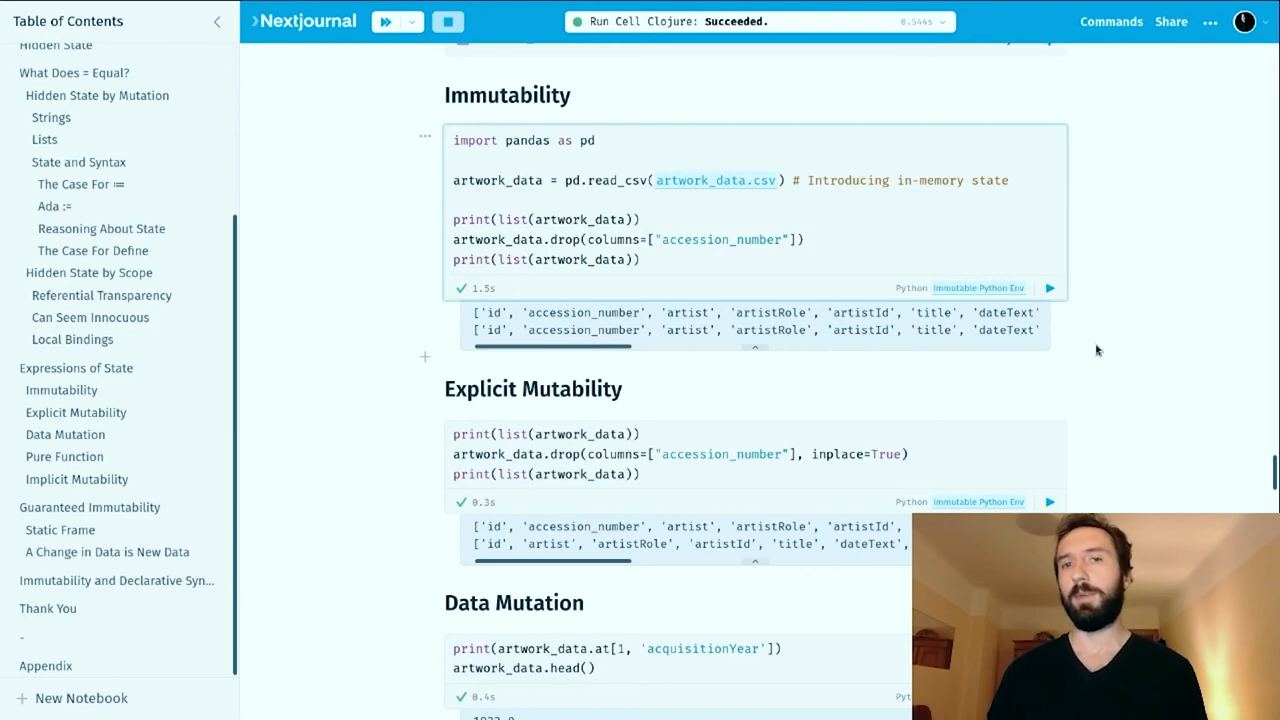 Table of Contents
Nextjournal
Run Cell Clojure: Succeeded.
0.544s
Commands
Share
Hidden State
What Does = Equal?
Hidden State by Mutation
Strings
Lists
State and Syntax
The Case For ≔
Ada :=
Reasoning About State
The Case For Define
Hidden State by Scope
Referential Transparency
Can Seem Innocuous
Local Bindings
Expressions of State
Immutability
Explicit Mutability
Data Mutation
Pure Function
Implicit Mutability
Guaranteed Immutability
Static Frame
A Change in Data is New Data
Immutability and Declarative Syn...
Thank You
-
Appendix
+ New Notebook
Immutability
import pandas as pd
artwork_data = pd.read_csv(artwork_data.csv) # Introducing in-memory state
print(list(artwork_data))
artwork_data.drop(columns=["accession_number"])
print(list(artwork_data))
1.5s
Python Immutable Python Env
['id', 'accession_number', 'artist', 'artistRole', 'artistId', 'title', 'dateText'
['id', 'accession_number', 'artist', 'artistRole', 'artistId', 'title', 'dateText'
Explicit Mutability
print(list(artwork_data))
artwork_data.drop(columns=["accession_number"], inplace=True)
print(list(artwork_data))
0.3s
Python Immutable Python Env
['id', 'accession_number', 'artist', 'artistRole', 'artistId',
['id', 'artist', 'artistRole', 'artistId', 'title', 'dateText',
Data Mutation
print(artwork_data.at[1, 'acquisitionYear'])
artwork_data.head()
0.4s
Pyt